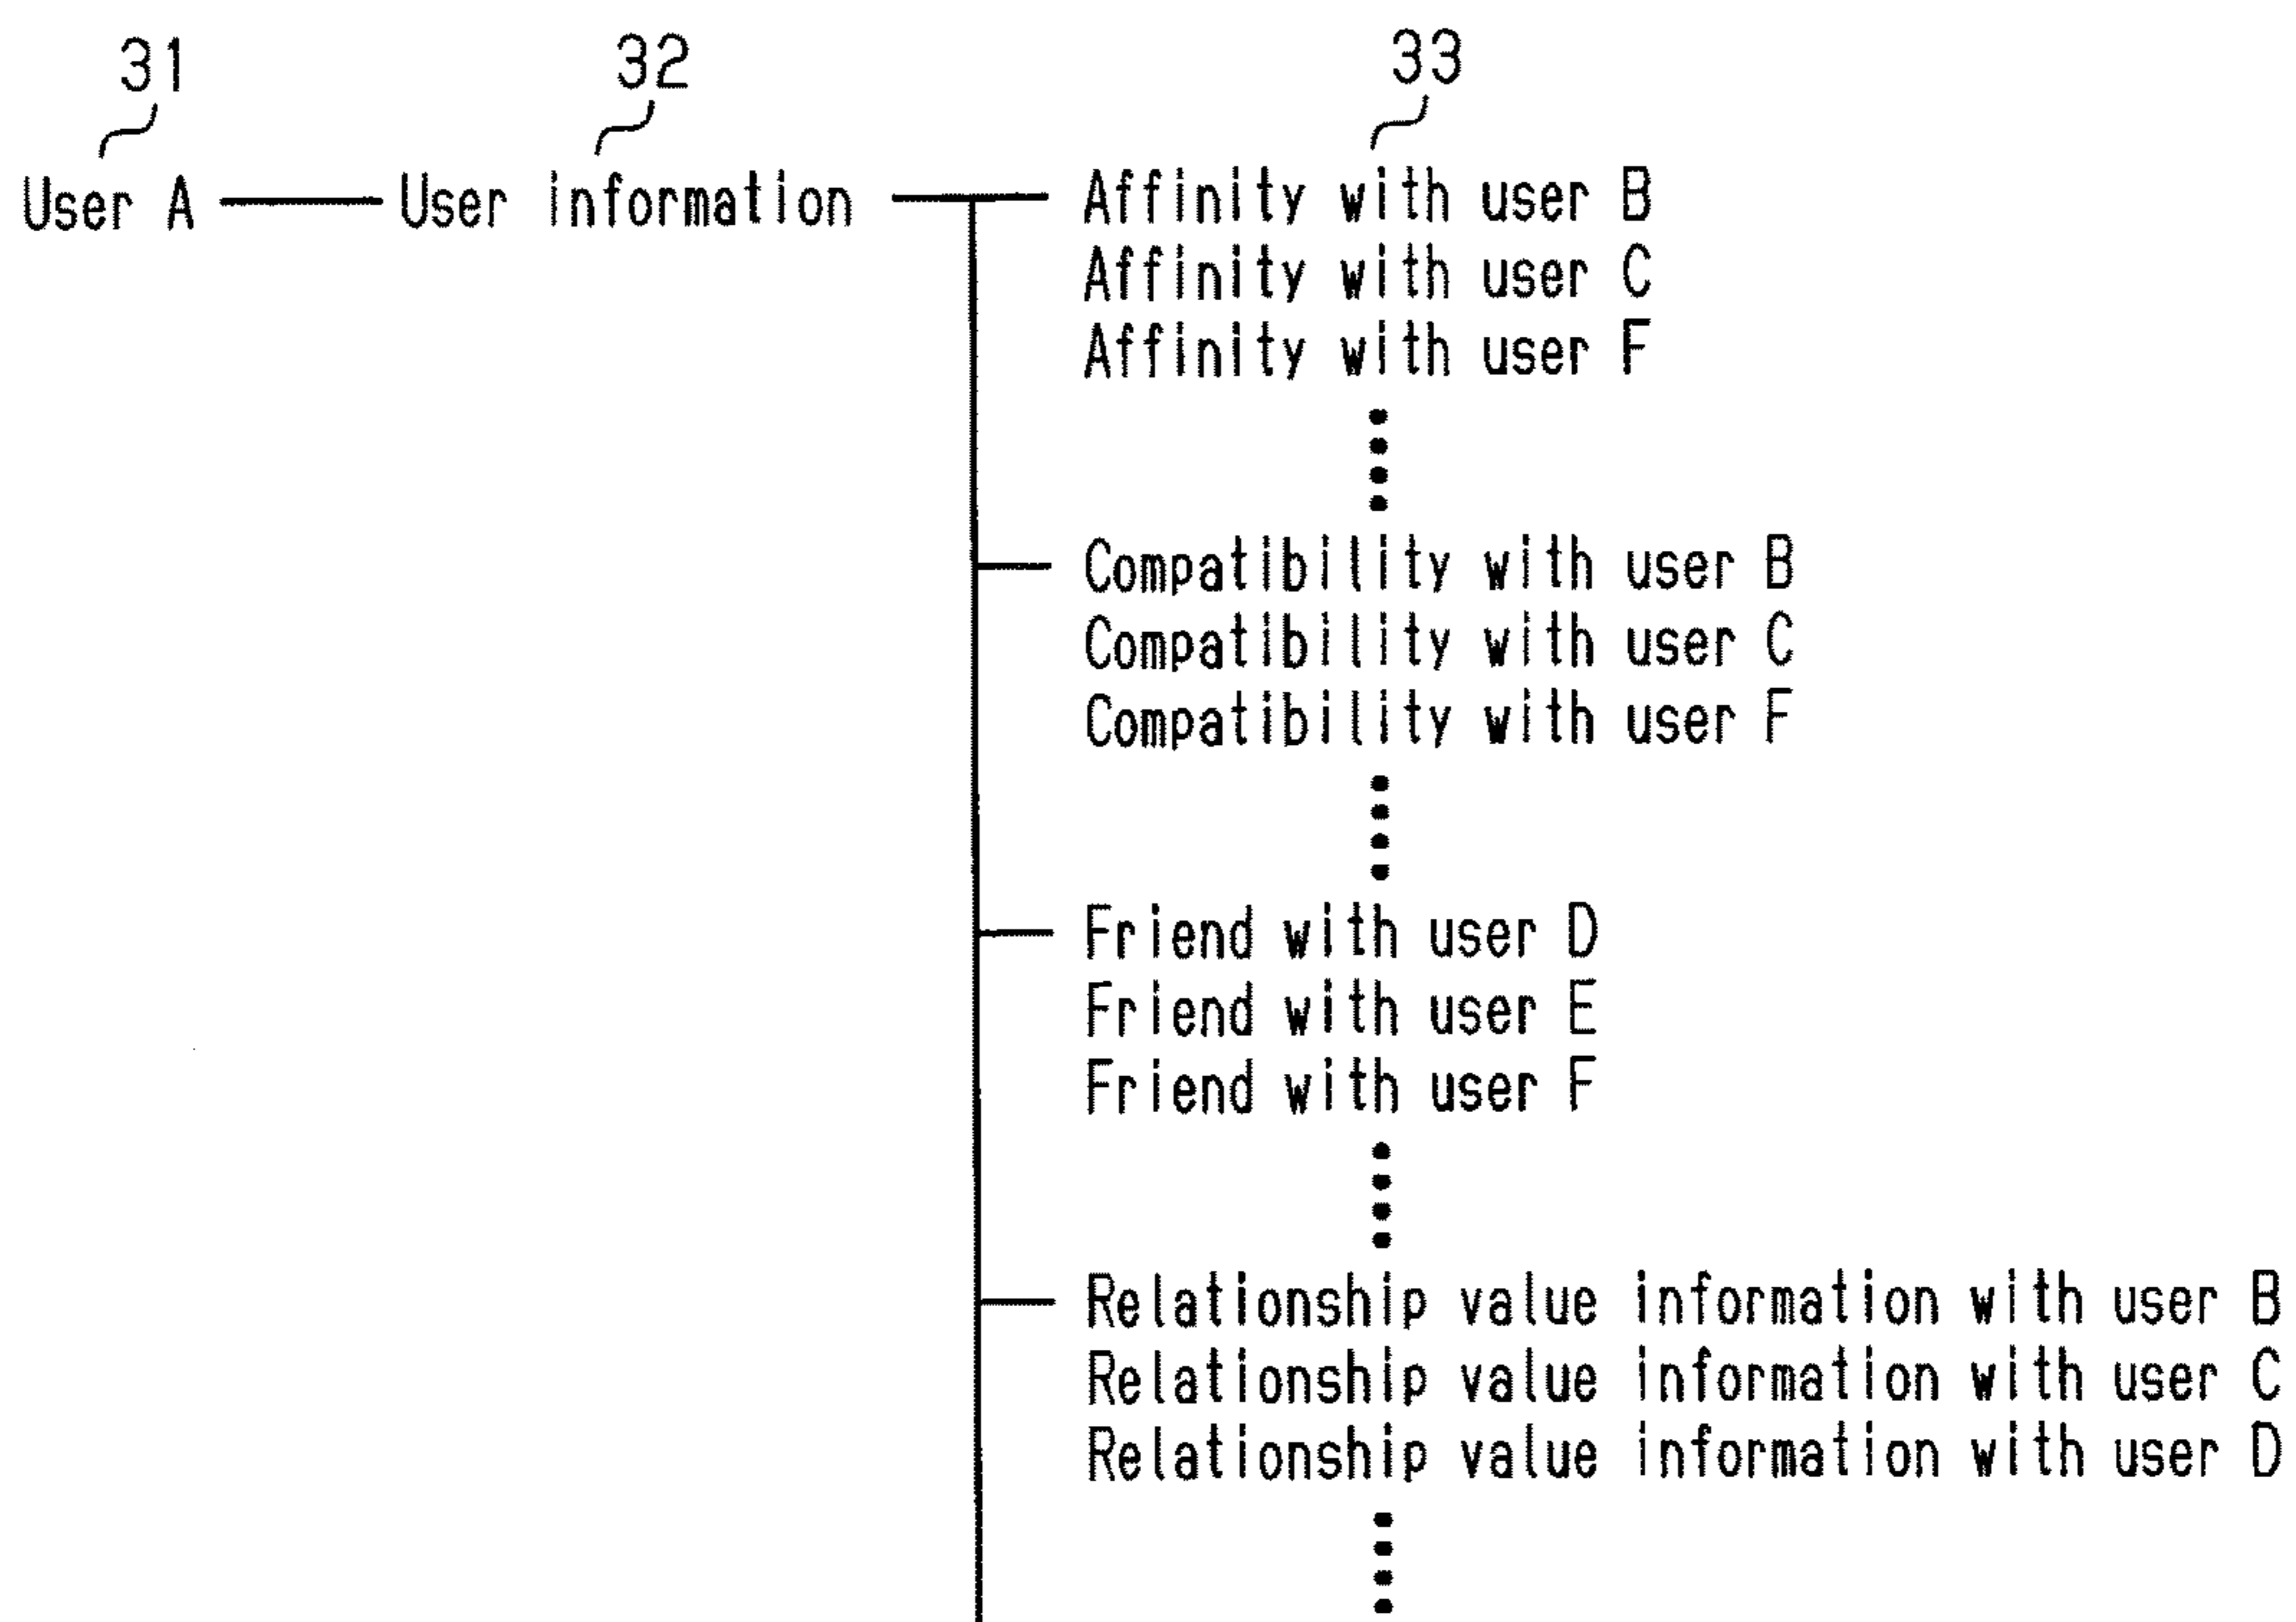 31 32 33
User A User information Affinity with user B
Affinity with user C
Affinity with user F
Compatibility with user B
Compatibility with user C
Compatibility with user F
Friend with user D
Friend with user E
Friend with user F
Relationship value information with user B
Relationship value information with user C
Relationship value information with user D